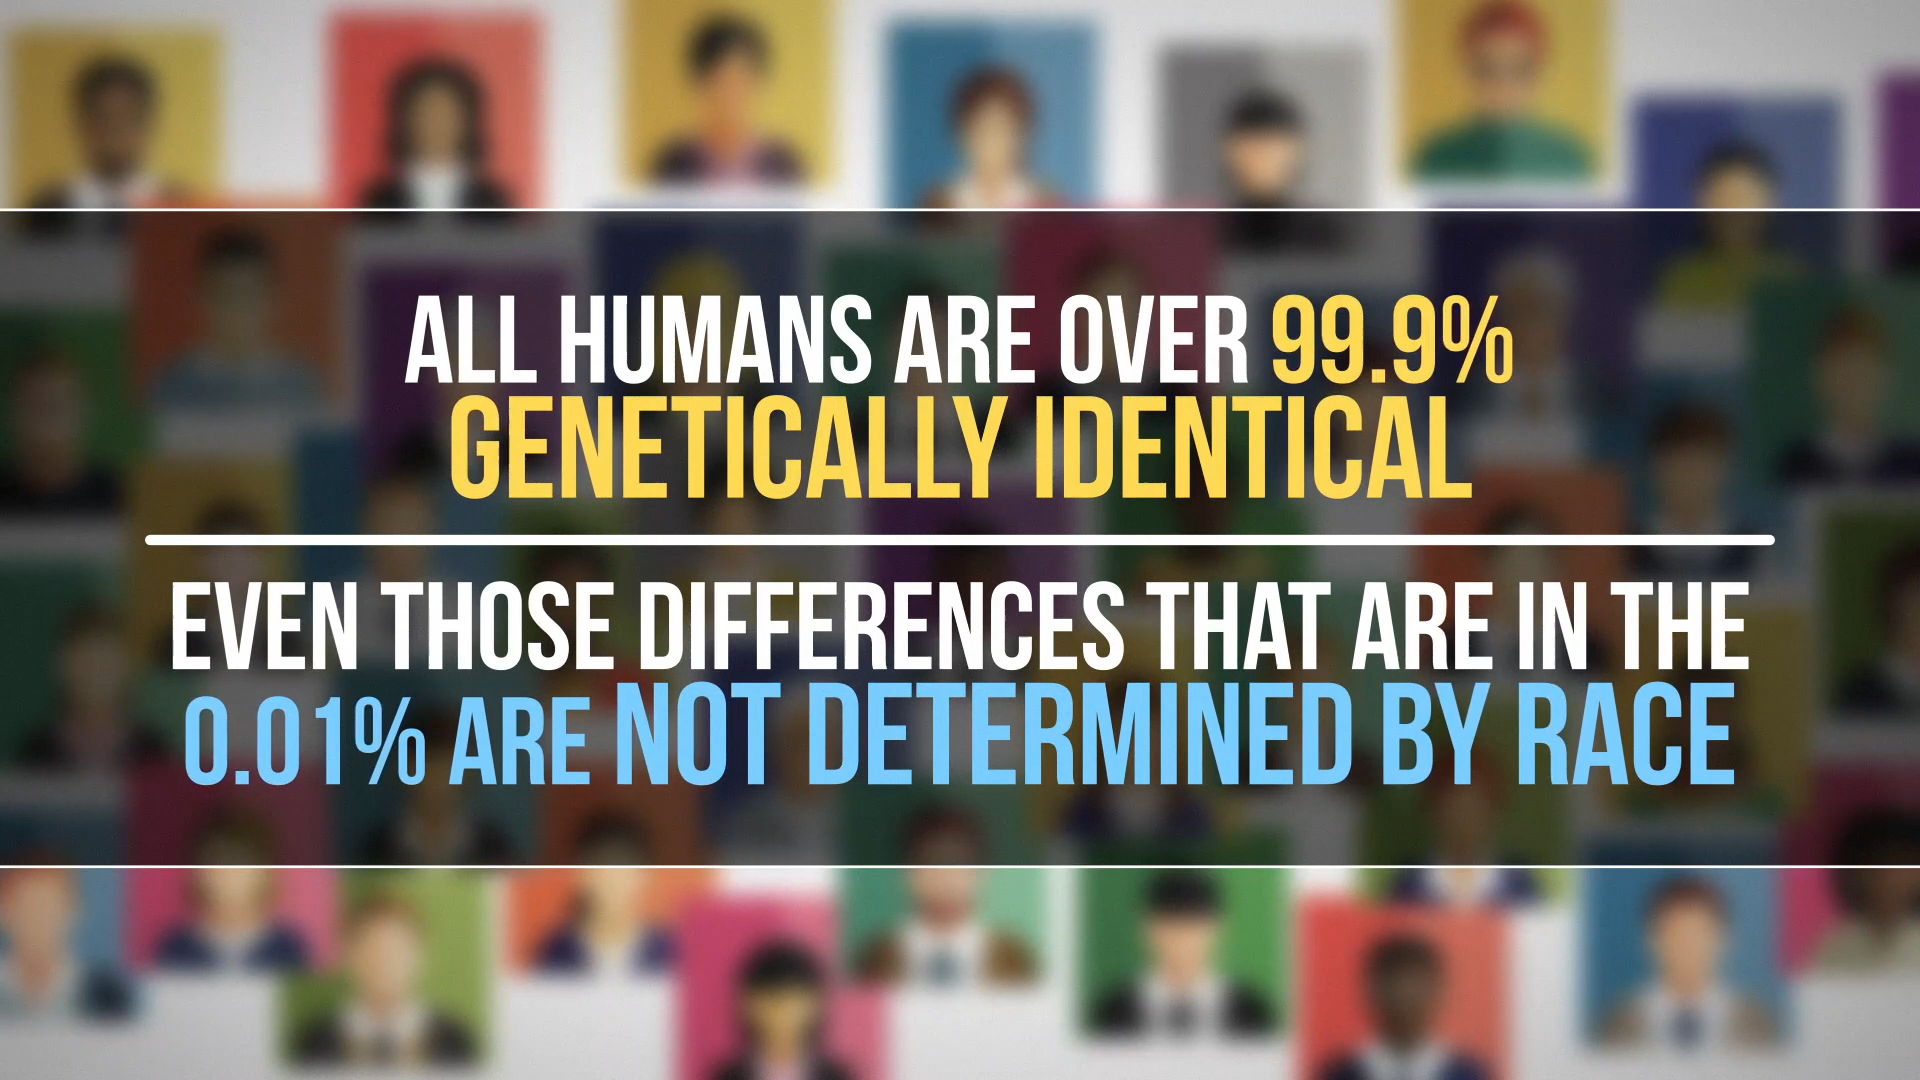 ALL HUMANS ARE OVER 99.9%
GENETICALLY IDENTICAL
EVEN THOSE DIFFERENCES THAT ARE IN THE
0.01% ARE NOT DETERMINED BY RACE